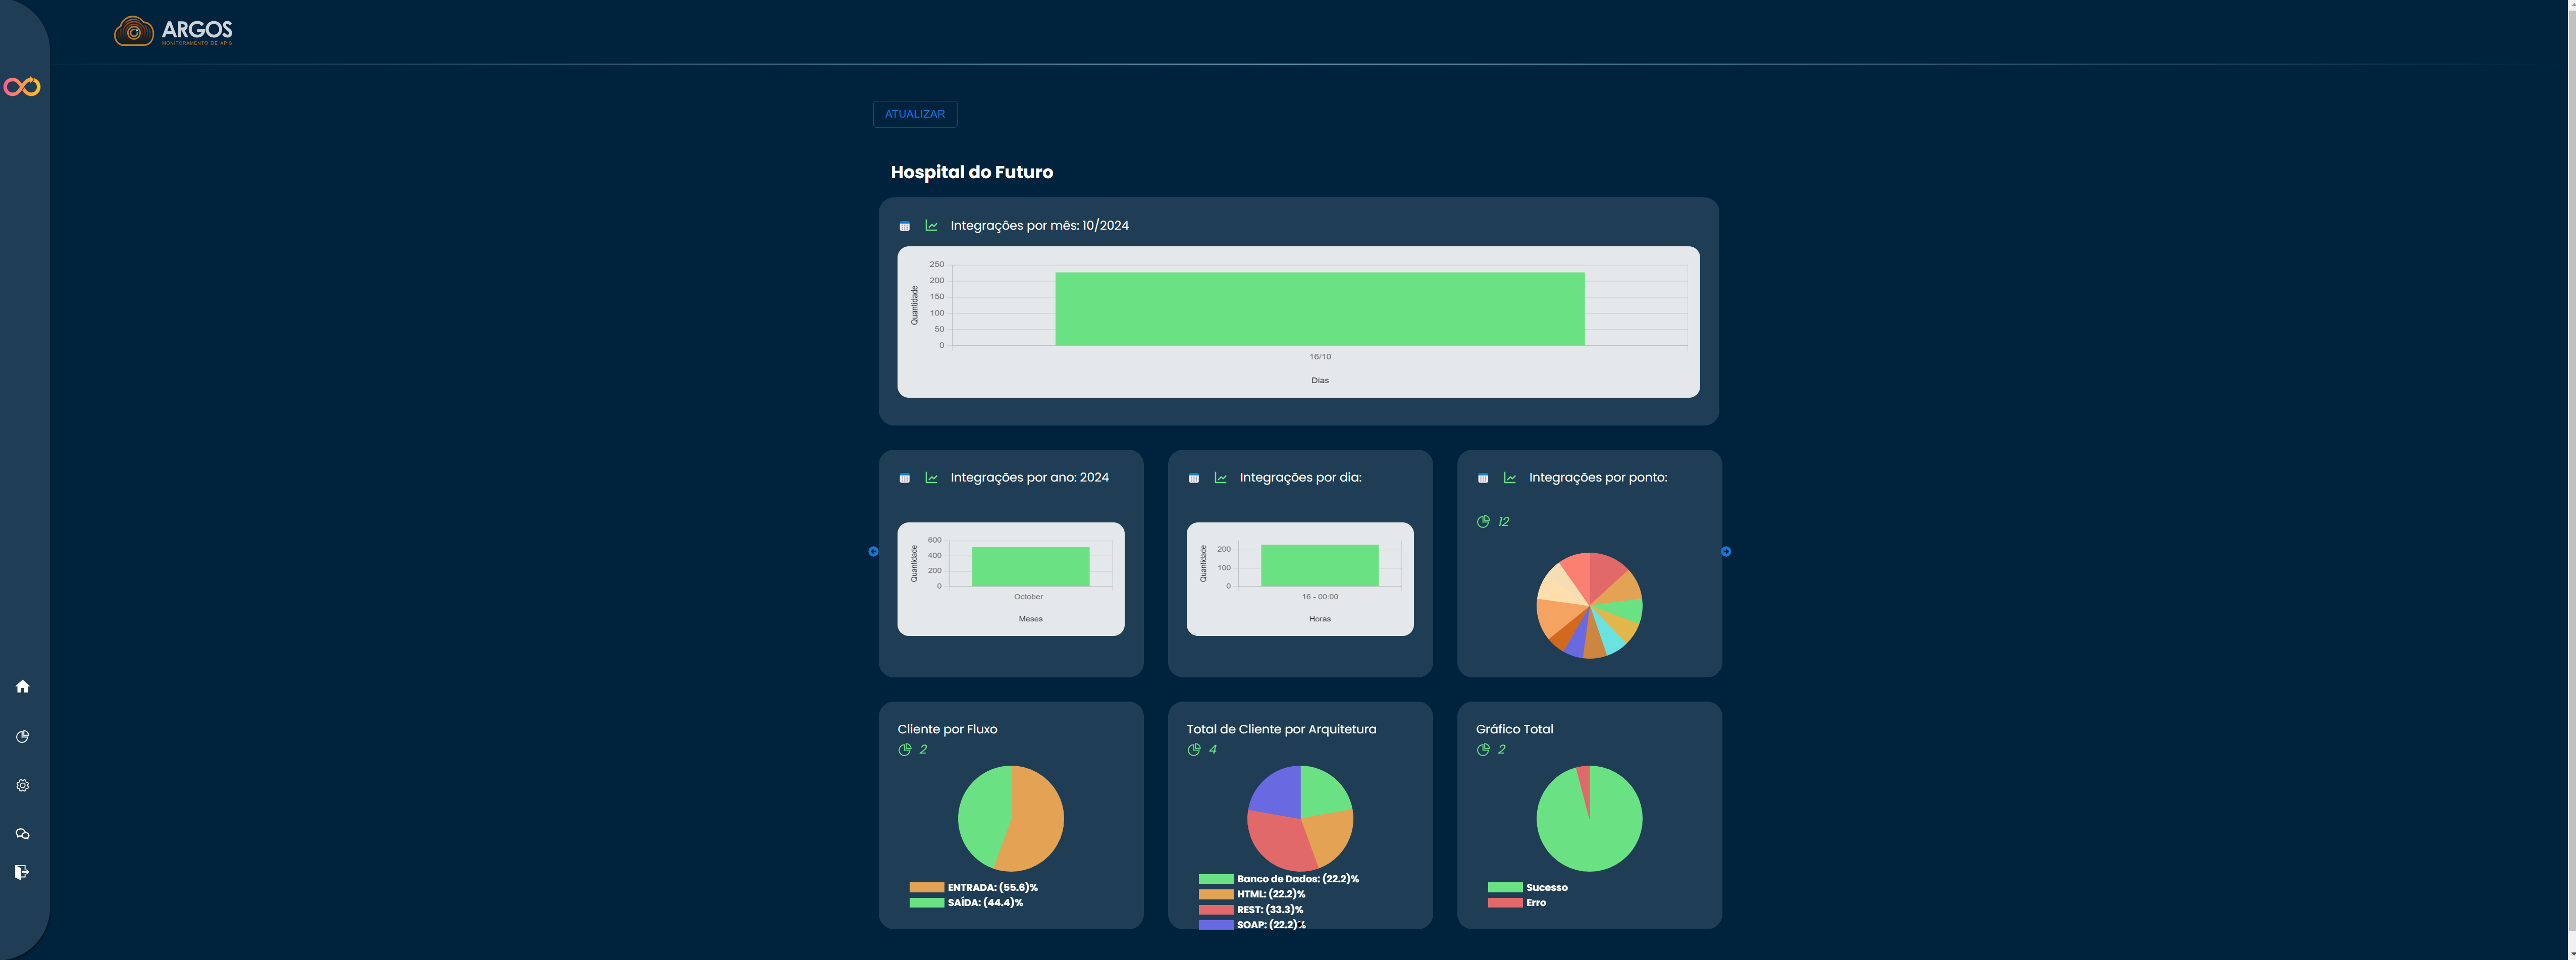 ARGOS
MONITORAMENTO DE APIS
ATUALIZAR
Hospital do Futuro
Integrações por mês: 10/2024
Quantidade
250
200
150
100
50
0
16/10
Dias
Integrações por ano: 2024
Quantidade
600
400
200
0
October
Meses
Integrações por dia:
Quantidade
200
100
0
16 - 00:00
Horas
Integrações por ponto:
12
Cliente por Fluxo
2
ENTRADA: (55.6)%
SAÍDA: (44.4)%
Total de Cliente por Arquitetura
4
Banco de Dados: (22.2)%
HTML: (22.2)%
REST: (33.3)%
SOAP: (22.2)%
Gráfico Total
2
Sucesso
Erro